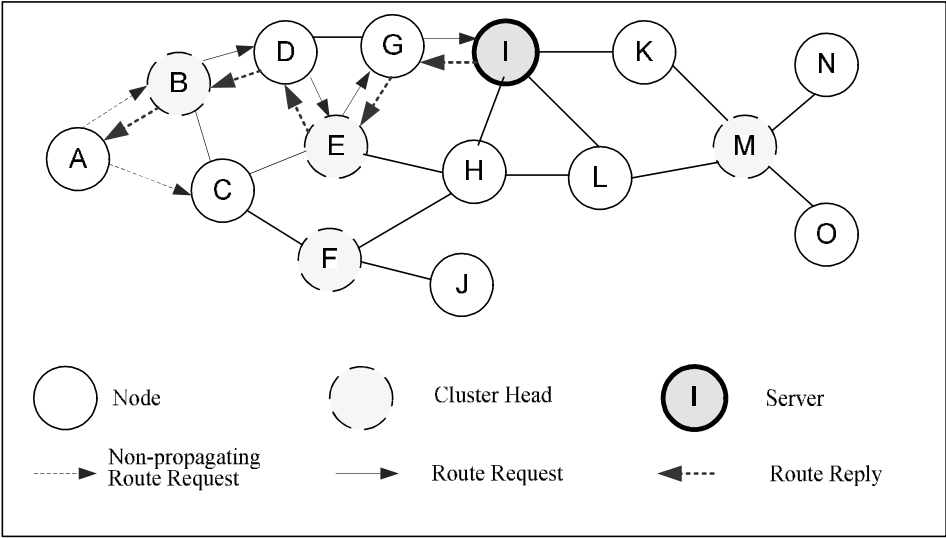 D G I K N
B
A E H L M
C
F J O
Node Cluster Head I Server
Non-propagating
Route Request Route Request Route Reply